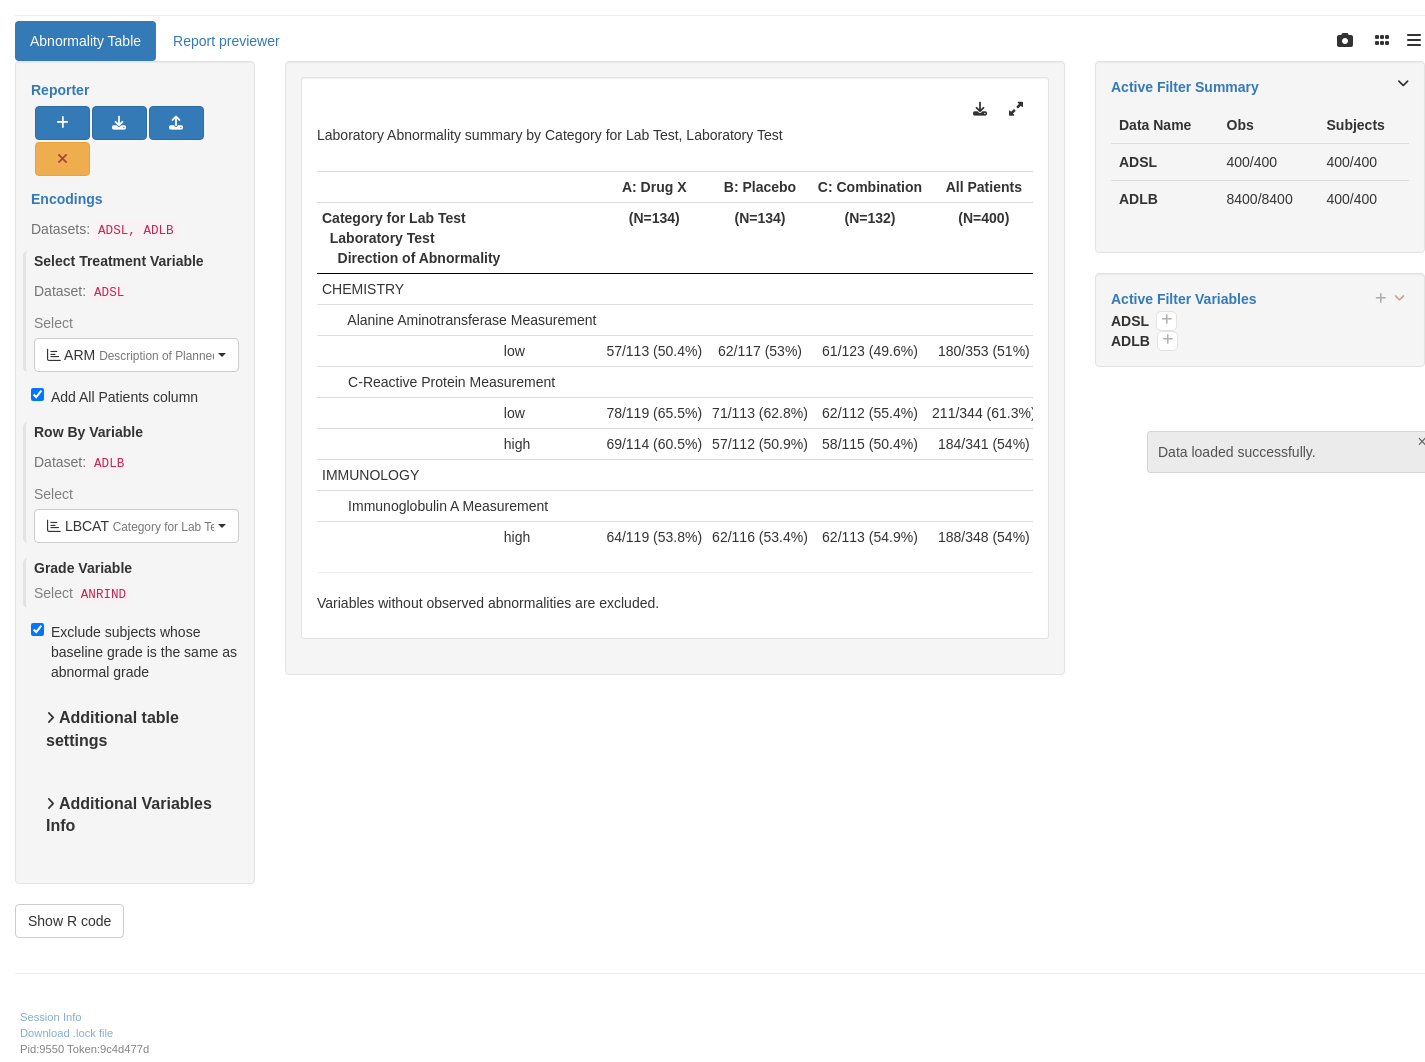 Abnormality Table
Report previewer
Reporter
Encodings
Datasets: ADSL, ADLB
Select Treatment Variable
Dataset: ADSL
Select
ARM Description of Planned
Add All Patients column
Row By Variable
Dataset: ADLB
Select
LBCAT Category for Lab Te
Grade Variable
Select ANRIND
Exclude subjects whose
baseline grade is the same as
abnormal grade
Additional table
settings
Additional Variables
Info
Show R code
Laboratory Abnormality summary by Category for Lab Test, Laboratory Test
A: Drug X B: Placebo C: Combination All Patients
Category for Lab Test (N=134) (N=134) (N=132) (N=400)
Laboratory Test
Direction of Abnormality
CHEMISTRY
Alanine Aminotransferase Measurement
low 57/113 (50.4%) 62/117 (53%) 61/123 (49.6%) 180/353 (51%)
C-Reactive Protein Measurement
low 78/119 (65.5%) 71/113 (62.8%) 62/112 (55.4%) 211/344 (61.3%)
high 69/114 (60.5%) 57/112 (50.9%) 58/115 (50.4%) 184/341 (54%)
IMMUNOLOGY
Immunoglobulin A Measurement
high 64/119 (53.8%) 62/116 (53.4%) 62/113 (54.9%) 188/348 (54%)
Variables without observed abnormalities are excluded.
Active Filter Summary
Data Name Obs Subjects
ADSL 400/400 400/400
ADLB 8400/8400 400/400
Active Filter Variables
ADSL
ADLB
Data loaded successfully.
Session Info
Download .lock file
Pid:9550 Token:9c4d477d